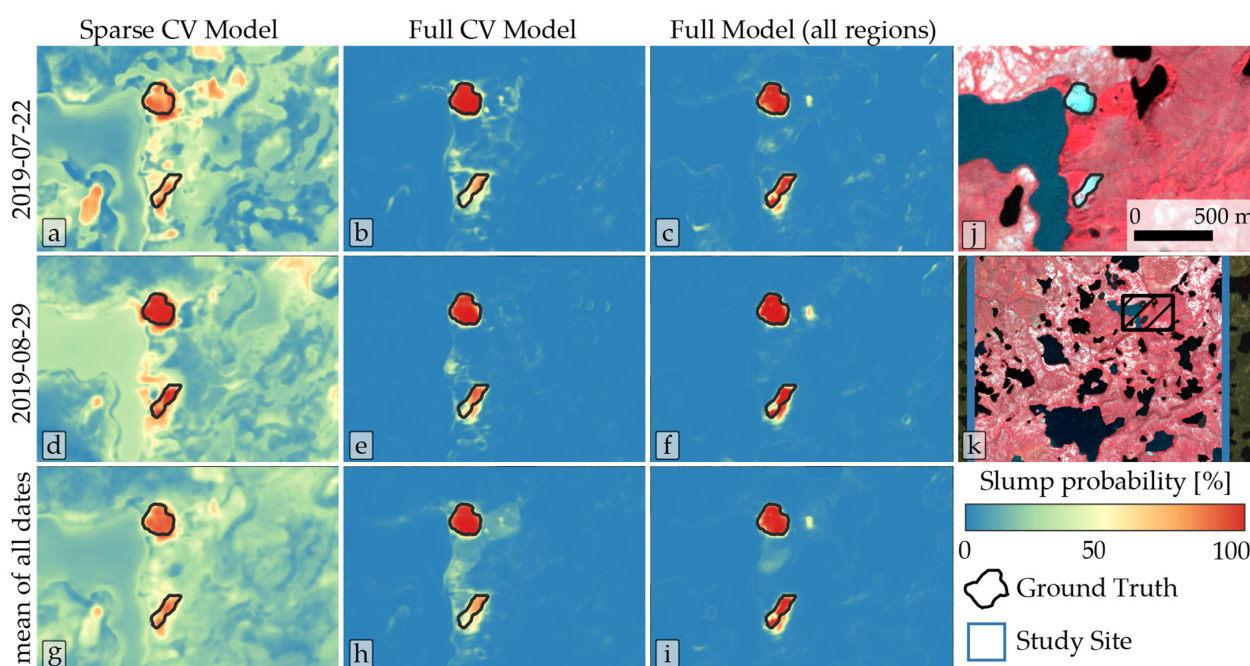 Sparse CV Model
Full CV Model
Full Model (all regions)
2019-07-22
a
b
c
j
0 500 m
2019-08-29
d
e
f
k
mean of all dates
g
h
i
Slump probability [%]
0 50 100
Ground Truth
Study Site